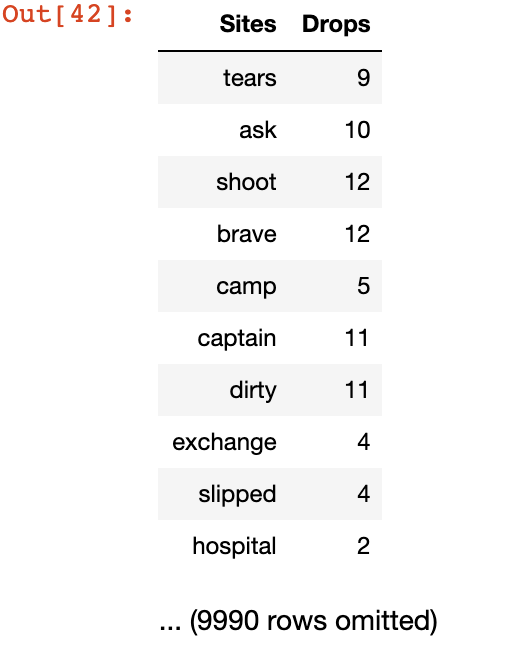 Out[42]:
Sites Drops
tears 9
ask 10
shoot 12
brave 12
camp 5
captain 11
dirty 11
exchange 4
slipped 4
hospital 2
... (9990 rows omitted)